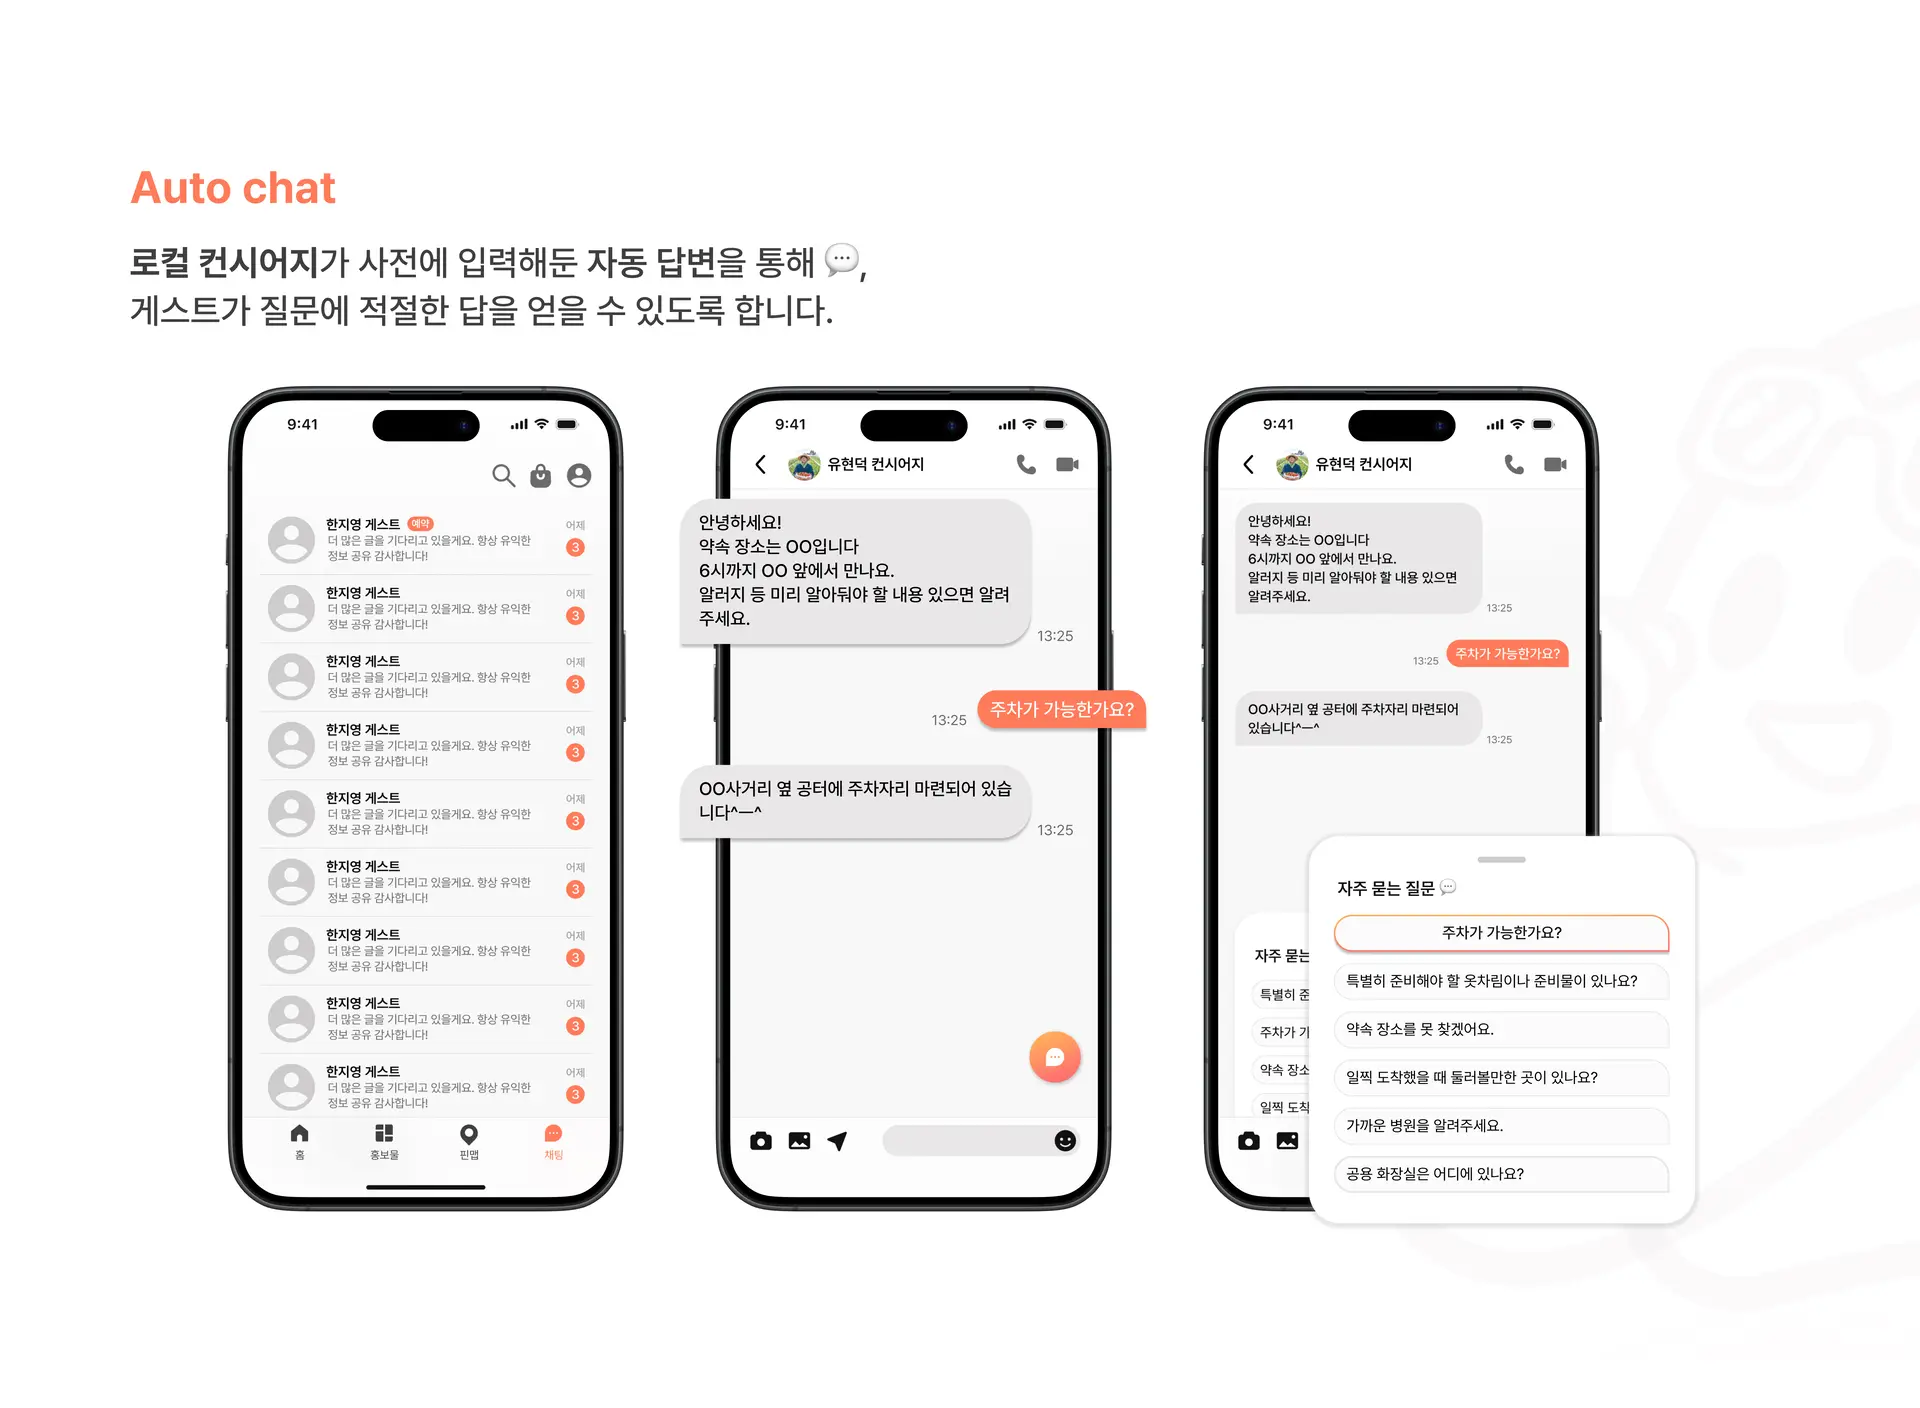 Auto chat
로컬 컨시어지가 사전에 입력해둔 자동 답변을 통해 💬,
게스트가 질문에 적절한 답을 얻을 수 있도록 합니다.
9:41
한지영 게스트 예약 어제
더 많은 글을 기다리고 있을게요. 항상 유익한 3
정보 공유 감사합니다!
한지영 게스트 어제
더 많은 글을 기다리고 있을게요. 항상 유익한 3
정보 공유 감사합니다!
한지영 게스트 어제
더 많은 글을 기다리고 있을게요. 항상 유익한 3
정보 공유 감사합니다!
한지영 게스트 어제
더 많은 글을 기다리고 있을게요. 항상 유익한 3
정보 공유 감사합니다!
한지영 게스트 어제
더 많은 글을 기다리고 있을게요. 항상 유익한 3
정보 공유 감사합니다!
한지영 게스트 어제
더 많은 글을 기다리고 있을게요. 항상 유익한 3
정보 공유 감사합니다!
한지영 게스트 어제
더 많은 글을 기다리고 있을게요. 항상 유익한 3
정보 공유 감사합니다!
한지영 게스트 어제
더 많은 글을 기다리고 있을게요. 항상 유익한 3
정보 공유 감사합니다!
한지영 게스트 어제
더 많은 글을 기다리고 있을게요. 항상 유익한 3
정보 공유 감사합니다!
홈 홍보물 핀맵 채팅
9:41
유현덕 컨시어지
안녕하세요!
약속 장소는 OO입니다
6시까지 OO 앞에서 만나요.
알러지 등 미리 알아둬야 할 내용 있으면 알려
주세요.
13:25
13:25 주차가 가능한가요?
OO사거리 옆 공터에 주차자리 마련되어 있습
니다^ㅡ^
13:25
9:41
유현덕 컨시어지
안녕하세요!
약속 장소는 OO입니다
6시까지 OO 앞에서 만나요.
알러지 등 미리 알아둬야 할 내용 있으면
알려주세요.
13:25
13:25 주차가 가능한가요?
OO사거리 옆 공터에 주차자리 마련되어
있습니다^ㅡ^
13:25
자주 묻는
특별히 준
주차가 가
약속 장소
일찍 도착
자주 묻는 질문 💬
주차가 가능한가요?
특별히 준비해야 할 옷차림이나 준비물이 있나요?
약속 장소를 못 찾겠어요.
일찍 도착했을 때 둘러볼만한 곳이 있나요?
가까운 병원을 알려주세요.
공용 화장실은 어디에 있나요?